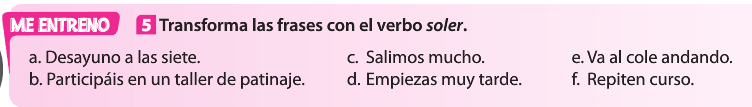 ME ENTRENO 5 Transforma las frases con el verbo soler.
a. Desayuno a las siete.
b. Participáis en un taller de patinaje.
c. Salimos mucho.
d. Empiezas muy tarde.
e. Va al cole andando.
f. Repiten curso.